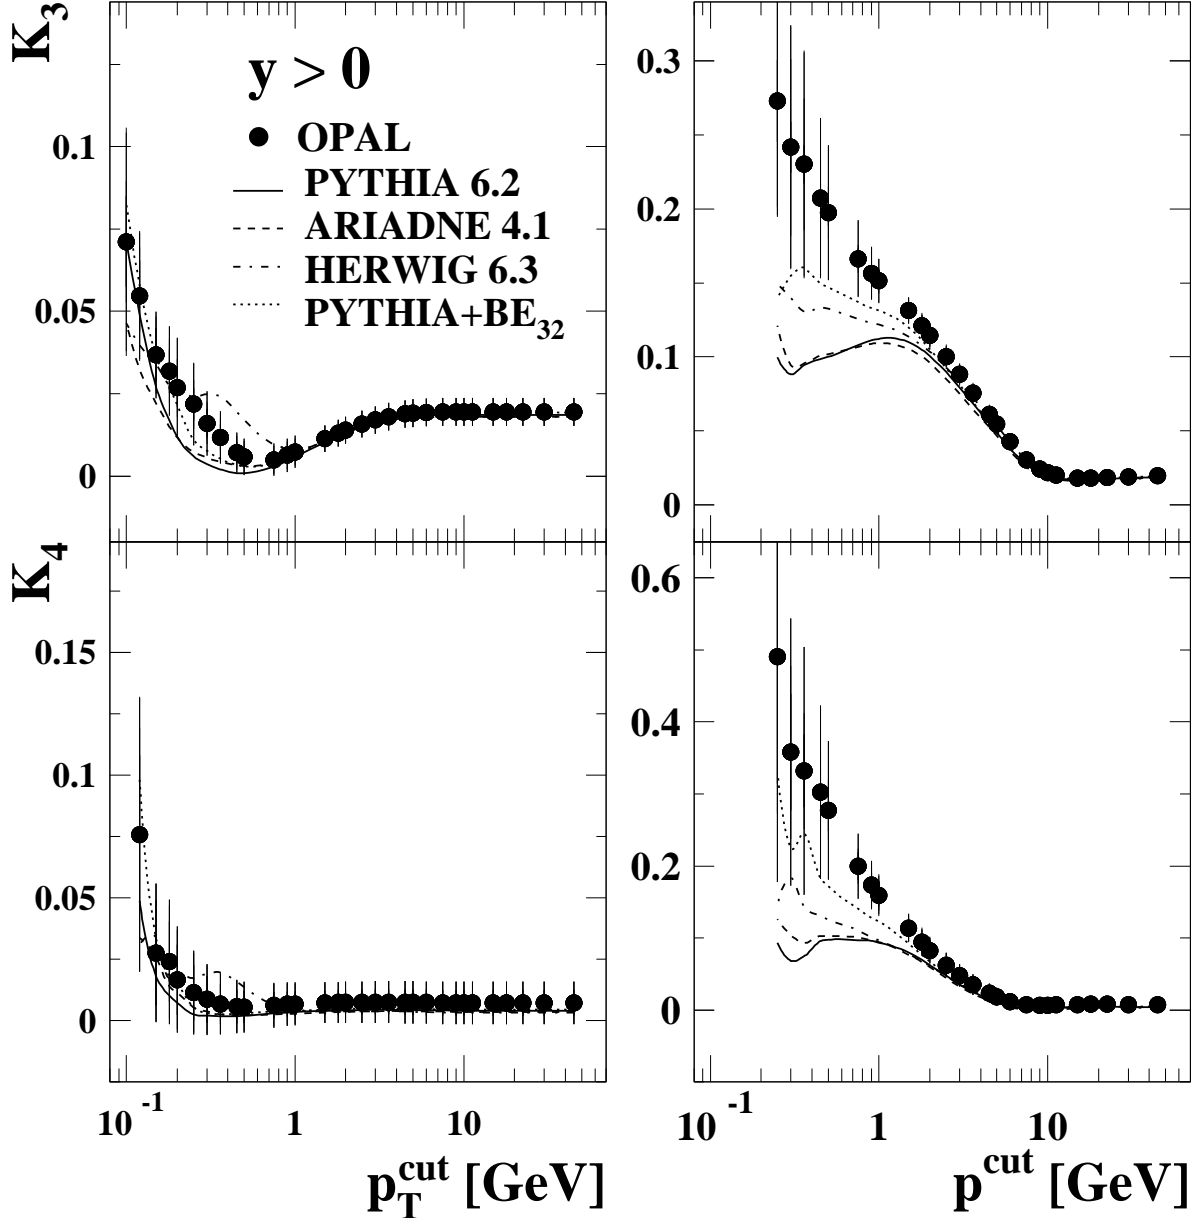 K3
0.1
0.05
0
y > 0
OPAL
PYTHIA 6.2
ARIADNE 4.1
HERWIG 6.3
PYTHIA+BE32
0.3
0.2
0.1
0
K4
0.15
0.1
0.05
0
0.6
0.4
0.2
0
10-1 1 10
pTcut [GeV]
10-1 1 10
pcut [GeV]